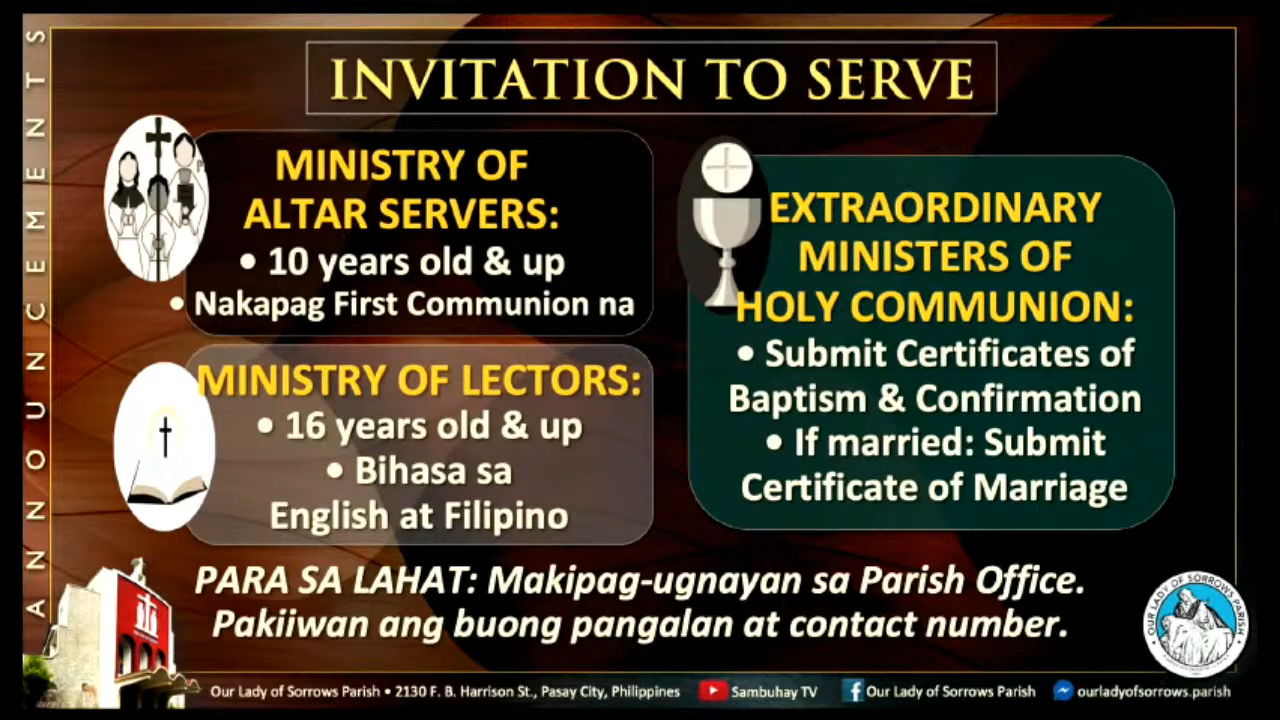 ANNOUNCEMENTS
INVITATION TO SERVE
MINISTRY OF
ALTAR SERVERS:
• 10 years old & up
• Nakapag First Communion na
MINISTRY OF LECTORS:
• 16 years old & up
• Bihasa sa
English at Filipino
EXTRAORDINARY
MINISTERS OF
HOLY COMMUNION:
• Submit Certificates of
Baptism & Confirmation
• If married: Submit
Certificate of Marriage
PARA SA LAHAT: Makipag-ugnayan sa Parish Office.
Pakiiwan ang buong pangalan at contact number.
OUR LADY OF SORROWS PARISH
Our Lady of Sorrows Parish • 2130 F. B. Harrison St., Pasay City, Philippines
Sambuhay TV
Our Lady of Sorrows Parish
ourladyofsorrows.parish